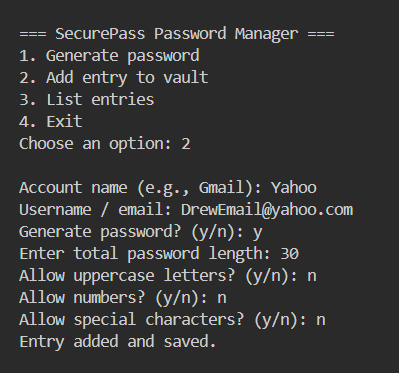 === SecurePass Password Manager ===
1. Generate password
2. Add entry to vault
3. List entries
4. Exit
Choose an option: 2
Account name (e.g., Gmail): Yahoo
Username / email: DrewEmail@yahoo.com
Generate password? (y/n): y
Enter total password length: 30
Allow uppercase letters? (y/n): n
Allow numbers? (y/n): n
Allow special characters? (y/n): n
Entry added and saved.